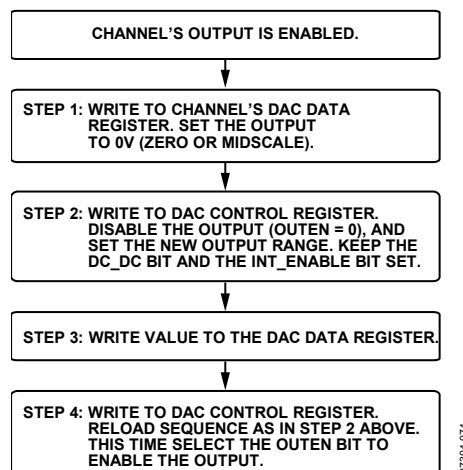 CHANNEL'S OUTPUT IS ENABLED.
STEP 1: WRITE TO CHANNEL'S DAC DATA
REGISTER. SET THE OUTPUT
TO 0V (ZERO OR MIDSCALE).
STEP 2: WRITE TO DAC CONTROL REGISTER.
DISABLE THE OUTPUT (OUTEN = 0), AND
SET THE NEW OUTPUT RANGE. KEEP THE
DC_DC BIT AND THE INT_ENABLE BIT SET.
STEP 3: WRITE VALUE TO THE DAC DATA REGISTER.
STEP 4: WRITE TO DAC CONTROL REGISTER.
RELOAD SEQUENCE AS IN STEP 2 ABOVE.
THIS TIME SELECT THE OUTEN BIT TO
ENABLE THE OUTPUT.